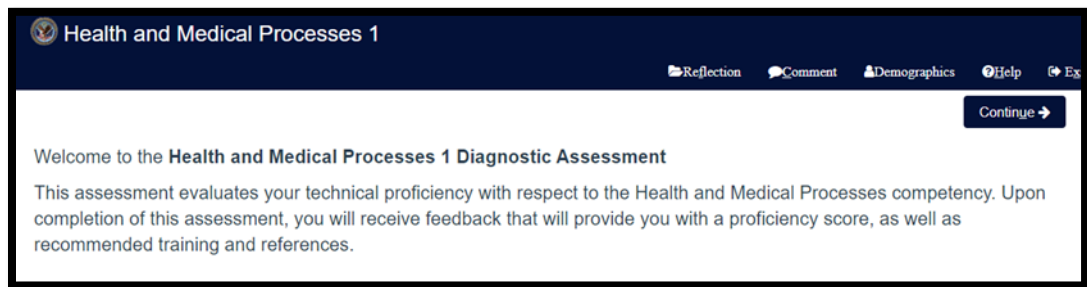 Health and Medical Processes 1
Reflection Comment Demographics Help Ex
Continue
Welcome to the Health and Medical Processes 1 Diagnostic Assessment
This assessment evaluates your technical proficiency with respect to the Health and Medical Processes competency. Upon
completion of this assessment, you will receive feedback that will provide you with a proficiency score, as well as
recommended training and references.